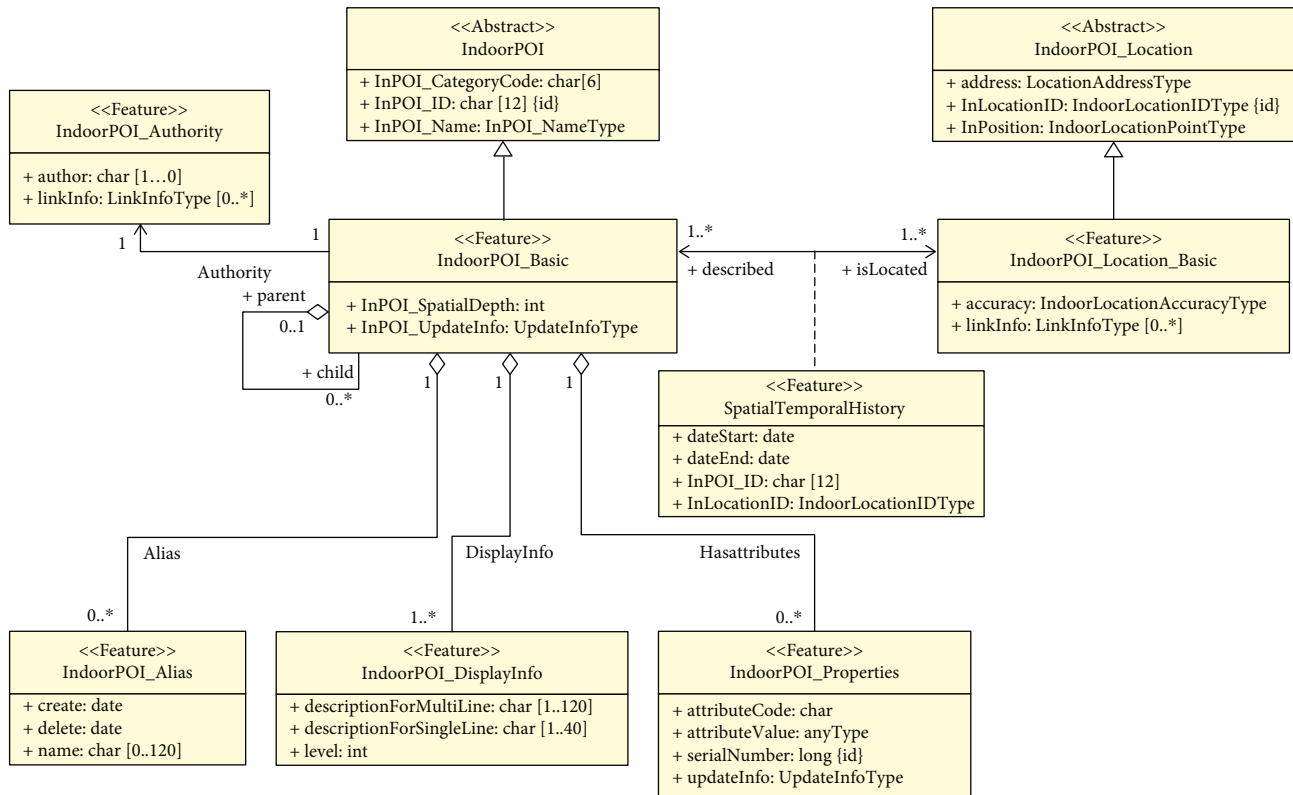 <<Abstract>>
IndoorPOI
+ InPOI_CategoryCode: char[6]
+ InPOI_ID: char [12] {id}
+ InPOI_Name: InPOI_NameType
<<Abstract>>
IndoorPOI_Location
+ address: LocationAddressType
+ InLocationID: IndoorLocationIDType {id}
+ InPosition: IndoorLocationPointType
<<Feature>>
IndoorPOI_Authority
+ author: char [1…0]
+ linkInfo: LinkInfoType [0..*]
1
1
Authority
<<Feature>>
IndoorPOI_Basic
+ InPOI_SpatialDepth: int
+ InPOI_UpdateInfo: UpdateInfoType
1..*
+ described
1..*
+ isLocated
<<Feature>>
IndoorPOI_Location_Basic
+ accuracy: IndoorLocationAccuracyType
+ linkInfo: LinkInfoType [0..*]
+ parent
0..1
+ child
0..*
1
1
1
<<Feature>>
SpatialTemporalHistory
+ dateStart: date
+ dateEnd: date
+ InPOI_ID: char [12]
+ InLocationID: IndoorLocationIDType
Alias
DisplayInfo
Hasattributes
0..*
1..*
0..*
<<Feature>>
IndoorPOI_Alias
+ create: date
+ delete: date
+ name: char [0..120]
<<Feature>>
IndoorPOI_DisplayInfo
+ descriptionForMultiLine: char [1..120]
+ descriptionForSingleLine: char [1..40]
+ level: int
<<Feature>>
IndoorPOI_Properties
+ attributeCode: char
+ attributeValue: anyType
+ serialNumber: long {id}
+ updateInfo: UpdateInfoType